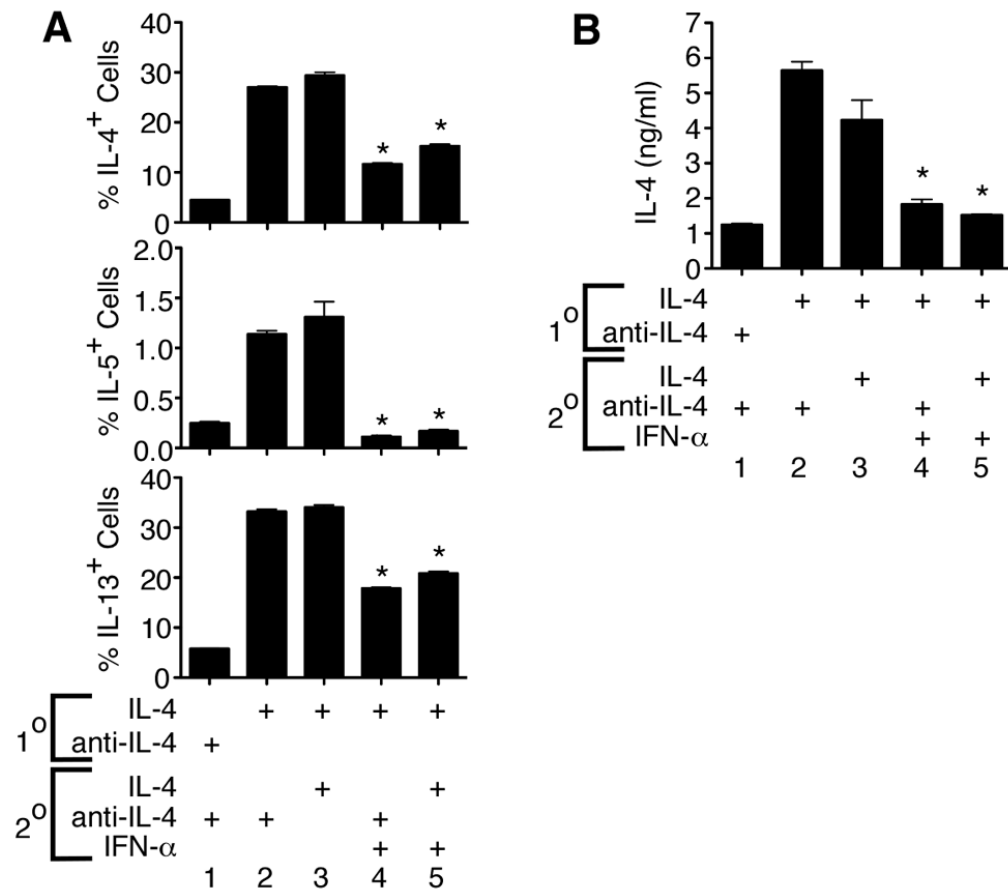 A
% IL-4+ Cells
40
30
20
10
0
*
*
% IL-5+ Cells
2.0
1.5
1.0
0.5
0.0
*
*
% IL-13+ Cells
40
30
20
10
0
*
*
1o
IL-4 + + + +
anti-IL-4 +
2o
IL-4 + +
anti-IL-4 + + +
IFN-α + +
1 2 3 4 5
B
IL-4 (ng/ml)
7
6
5
4
3
2
1
0
*
*
1o
IL-4 + + + +
anti-IL-4 +
2o
IL-4 + +
anti-IL-4 + + +
IFN-α + +
1 2 3 4 5